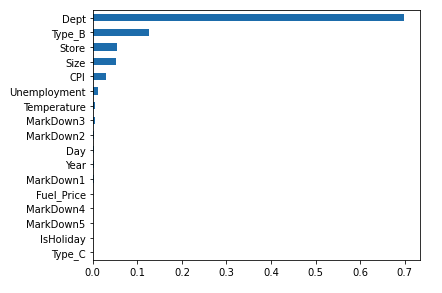 Dept
Type_B
Store
Size
CPI
Unemployment
Temperature
MarkDown3
MarkDown2
Day
Year
MarkDown1
Fuel_Price
MarkDown4
MarkDown5
IsHoliday
Type_C
0.0 0.1 0.2 0.3 0.4 0.5 0.6 0.7